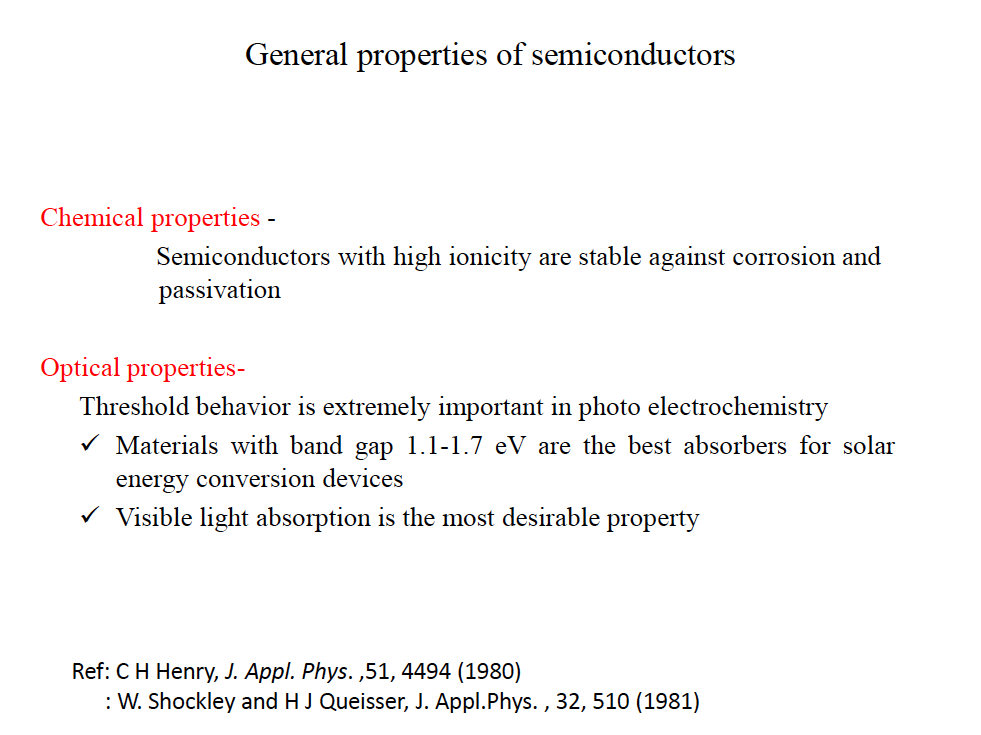 General properties of semiconductors
Chemical properties -
Semiconductors with high ionicity are stable against corrosion and
passivation
Optical properties-
Threshold behavior is extremely important in photo electrochemistry
✓ Materials with band gap 1.1-1.7 eV are the best absorbers for solar
energy conversion devices
✓ Visible light absorption is the most desirable property
Ref: C H Henry, J. Appl. Phys. ,51, 4494 (1980)
: W. Shockley and H J Queisser, J. Appl.Phys. , 32, 510 (1981)